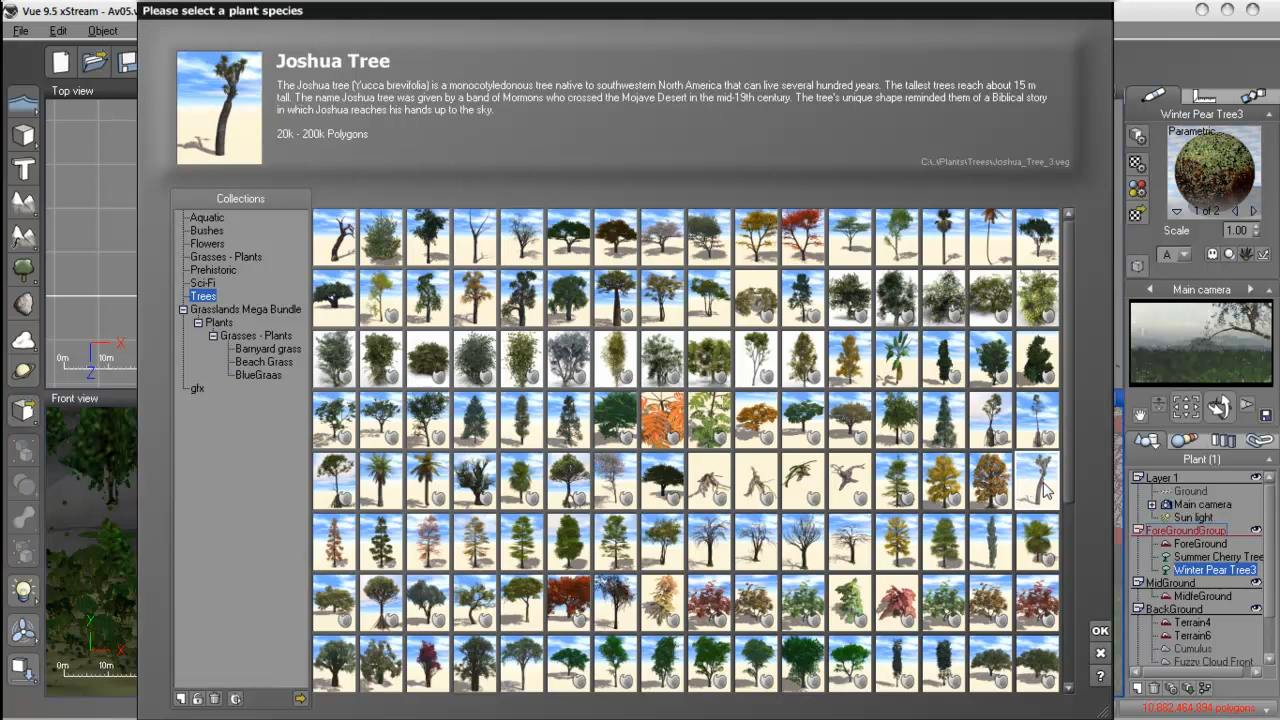 Vue 9.5 xStream - Av05.v
Please select a plant species
File Edit Object
Joshua Tree
The Joshua tree (Yucca brevifolia) is a monocotyledonous tree native to southwestern North America that can live several hundred years. The tallest trees reach about 15 m
tall. The name Joshua tree was given by a band of Mormons who crossed the Mojave Desert in the mid-19th century. The tree's unique shape reminded them of a Biblical story
in which Joshua reaches his hands up to the sky.
20k - 200k Polygons
C:\..\Plants\Trees\Joshua_Tree_3.veg
Top view
0m 10m
X
Z
Front view
Y
X
0m 10m
Collections
Aquatic
Bushes
Flowers
Grasses - Plants
Prehistoric
Sci-Fi
Trees
Grasslands Mega Bundle
Plants
Grasses - Plants
Barnyard grass
Beach Grass
BlueGraas
gfx
OK
?
Winter Pear Tree3
Parametric
1 of 2
Scale 1.00
A
Main camera
Plant (1)
Layer 1
Ground
Main camera
Sun light
ForeGroundGroup
ForeGround
Summer Cherry Tree
Winter Pear Tree3
MidGround
MidfeGround
BackGround
Terrain4
Terrain6
Cumulus
Fuzzy Cloud Front
10,882,464,894 polygons